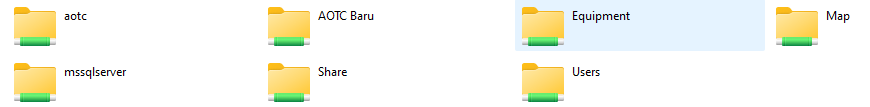 aotc
AOTC Baru
Equipment
Map
mssqlserver
Share
Users